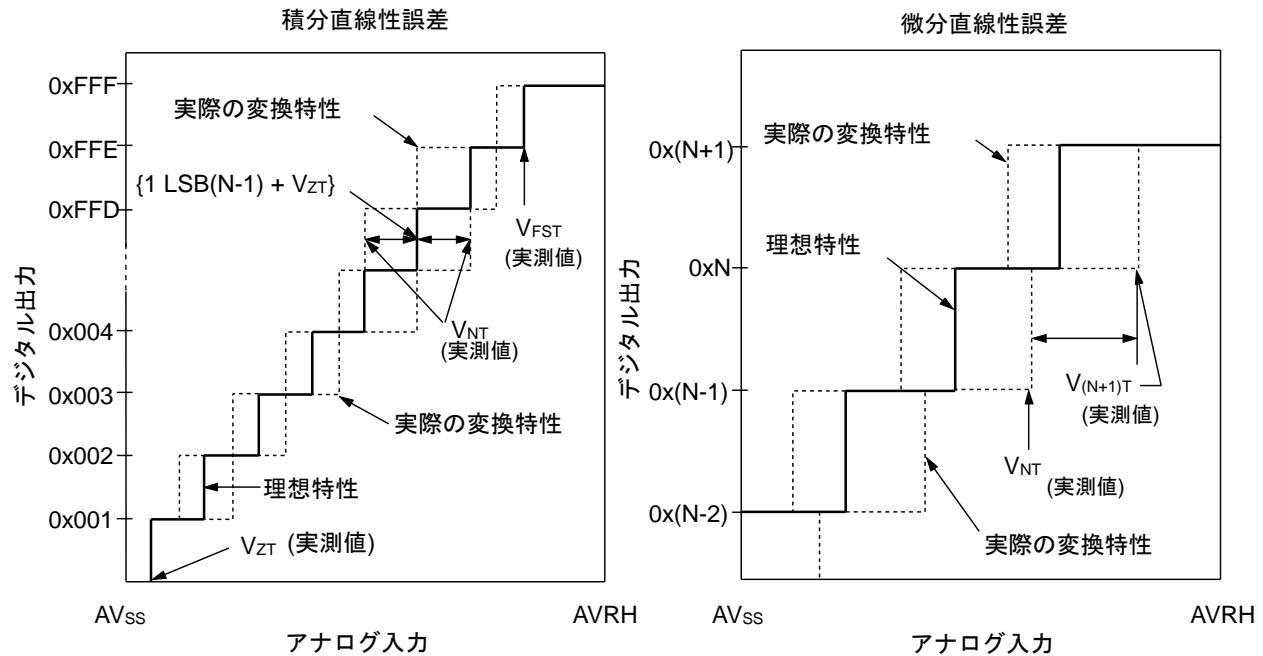 積分直線性誤差
0xFFF
0xFFE
0xFFD
0x004
0x003
0x002
0x001
デジタル出力
実際の変換特性
{1 LSB(N-1) + VZT}
VFST
(実測値)
VNT
(実測値)
実際の変換特性
理想特性
VZT (実測値)
AVSS
AVRH
アナログ入力
微分直線性誤差
0x(N+1)
0xN
0x(N-1)
0x(N-2)
デジタル出力
実際の変換特性
理想特性
V(N+1)T
(実測値)
VNT
(実測値)
実際の変換特性
AVSS
AVRH
アナログ入力